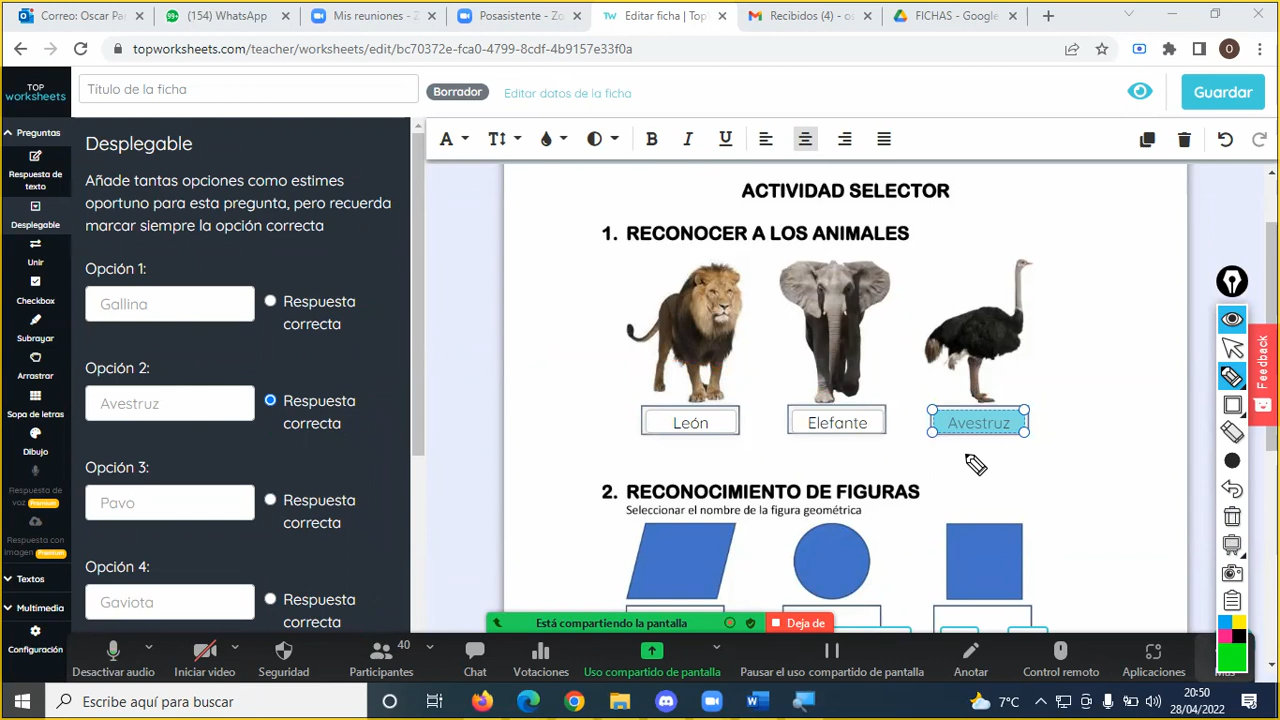 Correo: Oscar Par
(154) WhatsApp
Mis reuniones - Z
Posasistente - Zo
TW
Editar ficha | Top
Recibidos (4) - os
FICHAS - Google
topworksheets.com/teacher/worksheets/edit/bc70372e-fca0-4799-8cdf-4b9157e33f0a
O
TOP
worksheets
Título de la ficha
Borrador
Editar datos de la ficha
Guardar
Preguntas
Respuesta de
texto
Desplegable
Unir
Checkbox
Subrayar
Arrastrar
Sopa de letras
Dibujo
Respuesta de
voz Premium
Respuesta con
imagen Premium
Textos
Multimedia
Configuración
Desplegable
Añade tantas opciones como estimes
oportuno para esta pregunta, pero recuerda
marcar siempre la opción correcta
Opción 1:
Gallina
Respuesta
correcta
Opción 2:
Avestruz
Respuesta
correcta
Opción 3:
Pavo
Respuesta
correcta
Opción 4:
Gaviota
Respuesta
correcta
A
T
B
I
U
ACTIVIDAD SELECTOR
1. RECONOCER A LOS ANIMALES
León
Elefante
Avestruz
2. RECONOCIMIENTO DE FIGURAS
Seleccionar el nombre de la figura geométrica
Feedback
Está compartiendo la pantalla
Deja de
Desactivar audio
Iniciar video
Seguridad
40
Participantes
Chat
Votaciones
Uso compartido de pantalla
Pausar el uso compartido de pantalla
Anotar
Control remoto
Aplicaciones
Más
Escribe aquí para buscar
7°C
20:50
28/04/2022